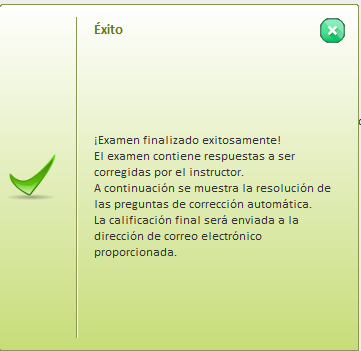 Éxito
¡Examen finalizado exitosamente!
El examen contiene respuestas a ser
corregidas por el instructor.
A continuación se muestra la resolución de
las preguntas de corrección automática.
La calificación final será enviada a la
dirección de correo electrónico
proporcionada.